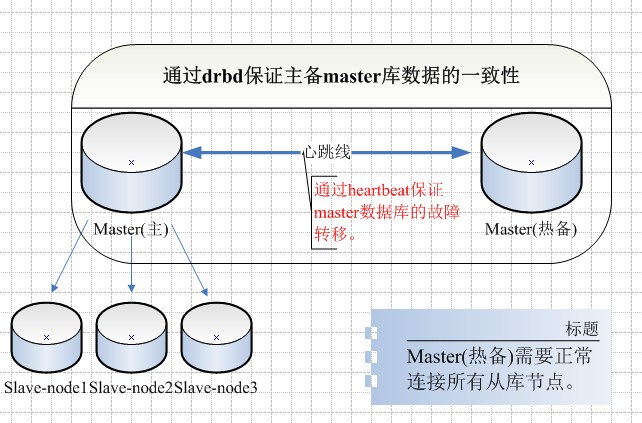 通过drbd保证主备master库数据的一致性
心跳线
通过heartbeat保证
master数据库的故障
转移。
Master(主)
Master(热备)
Slave-node1
Slave-node2
Slave-node3
标题
Master(热备)需要正常
连接所有从库节点。